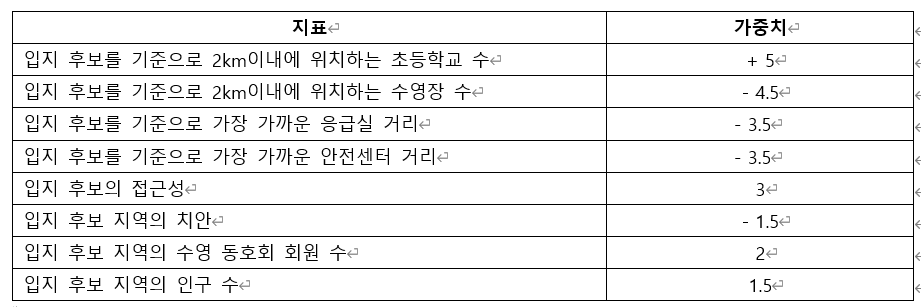 지표 가중치
입지 후보를 기준으로 2km이내에 위치하는 초등학교 수 + 5
입지 후보를 기준으로 2km이내에 위치하는 수영장 수 - 4.5
입지 후보를 기준으로 가장 가까운 응급실 거리 - 3.5
입지 후보를 기준으로 가장 가까운 안전센터 거리 - 3.5
입지 후보의 접근성 3
입지 후보 지역의 치안 - 1.5
입지 후보 지역의 수영 동호회 회원 수 2
입지 후보 지역의 인구 수 1.5